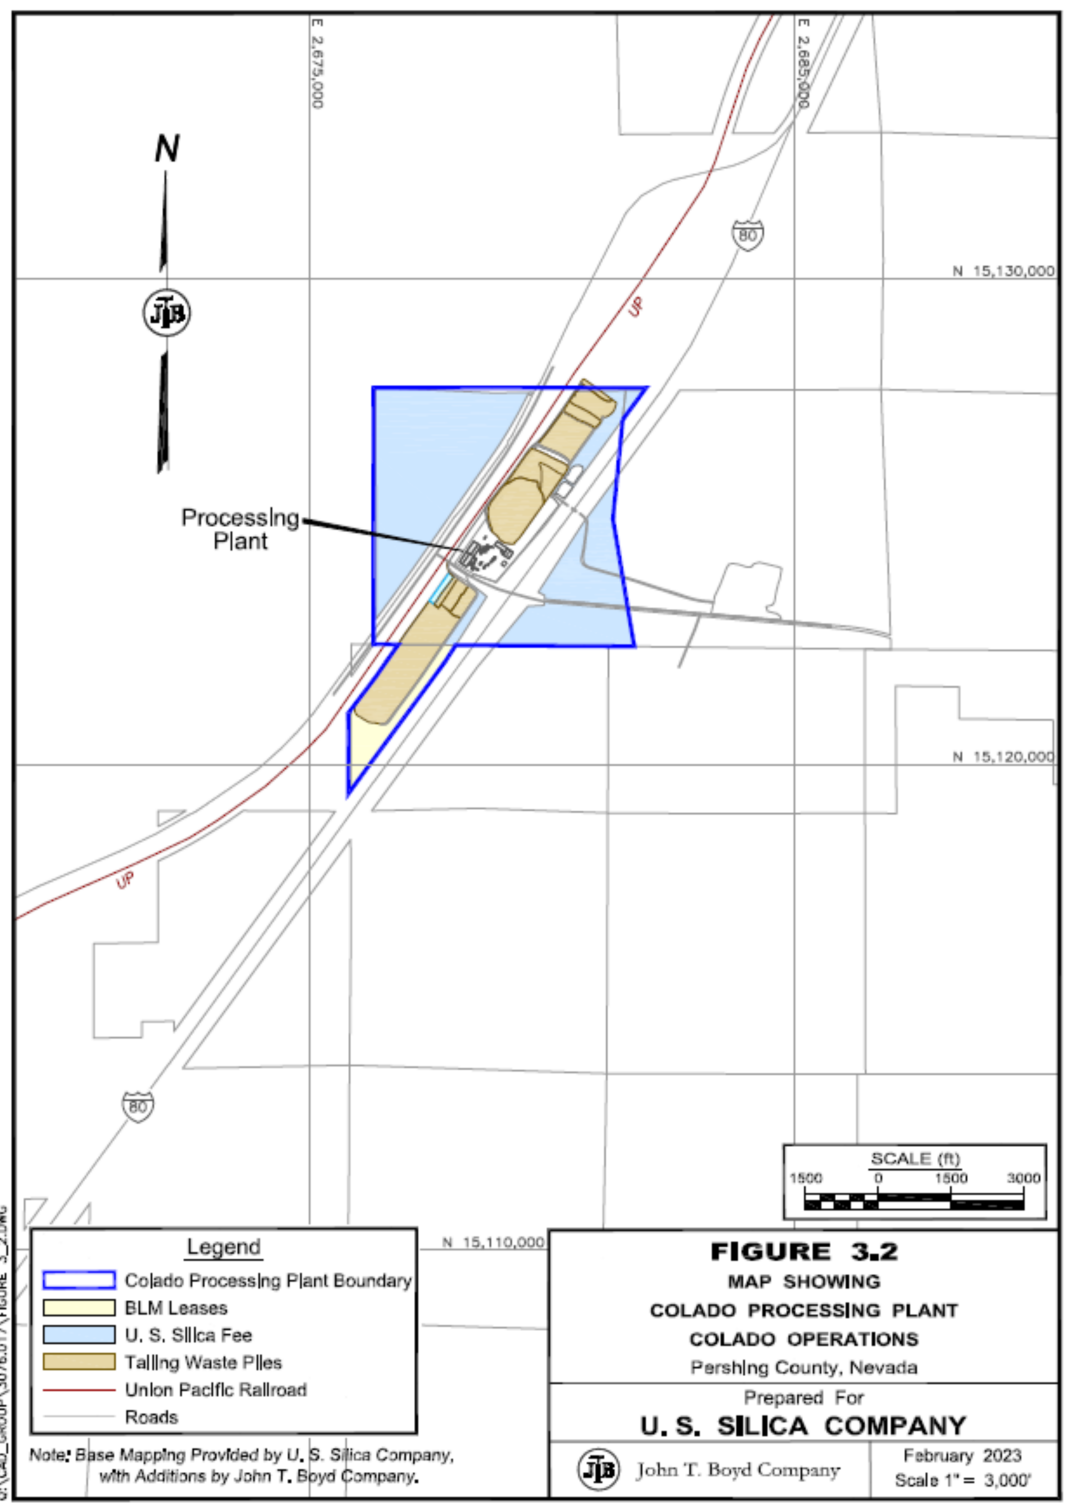 E 2,675,000
E 2,685,000
N
80
JTB
N 15,130,000
UP
Processing
Plant
N 15,120,000
UP
80
SCALE (ft)
1500 0 1500 3000
N 15,110,000
Legend
Colado Processing Plant Boundary
BLM Leases
U. S. Silica Fee
Tailing Waste Piles
Union Pacific Railroad
Roads
Note: Base Mapping Provided by U. S. Silica Company,
with Additions by John T. Boyd Company.
FIGURE 3.2
MAP SHOWING
COLADO PROCESSING PLANT
COLADO OPERATIONS
Pershing County, Nevada
Prepared For
U. S. SILICA COMPANY
JTB
John T. Boyd Company
February 2023
Scale 1" = 3,000'